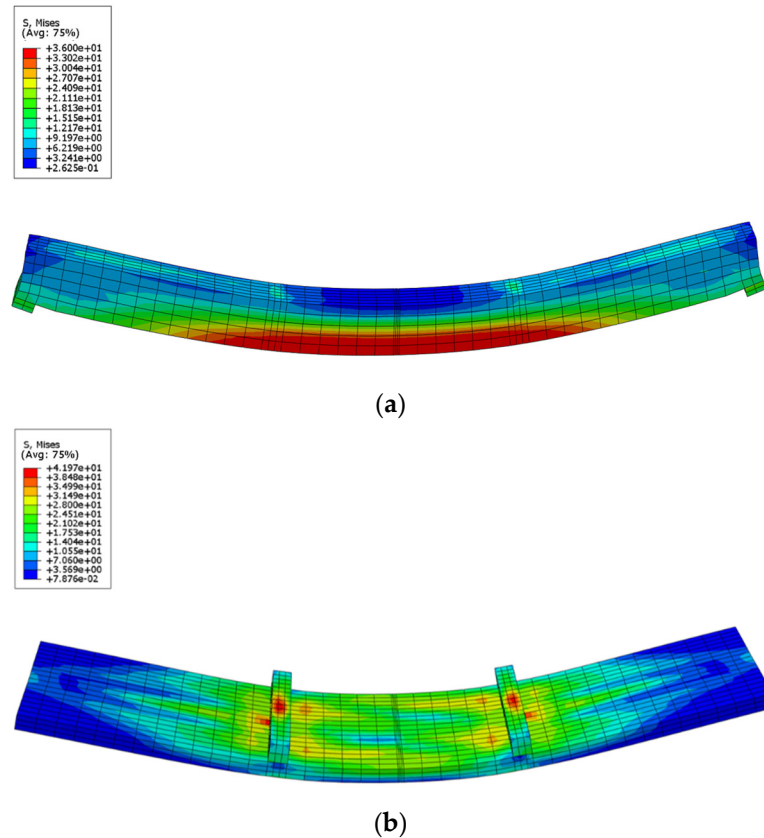 S, Mises
(Avg: 75%)
+3.600e+01
+3.302e+01
+3.004e+01
+2.707e+01
+2.409e+01
+2.111e+01
+1.813e+01
+1.515e+01
+1.217e+01
+9.197e+00
+6.219e+00
+3.241e+00
+2.625e-01
(a)
S, Mises
(Avg: 75%)
+4.197e+01
+3.848e+01
+3.499e+01
+3.149e+01
+2.800e+01
+2.451e+01
+2.102e+01
+1.753e+01
+1.404e+01
+1.055e+01
+7.060e+00
+3.569e+00
+7.876e-02
(b)